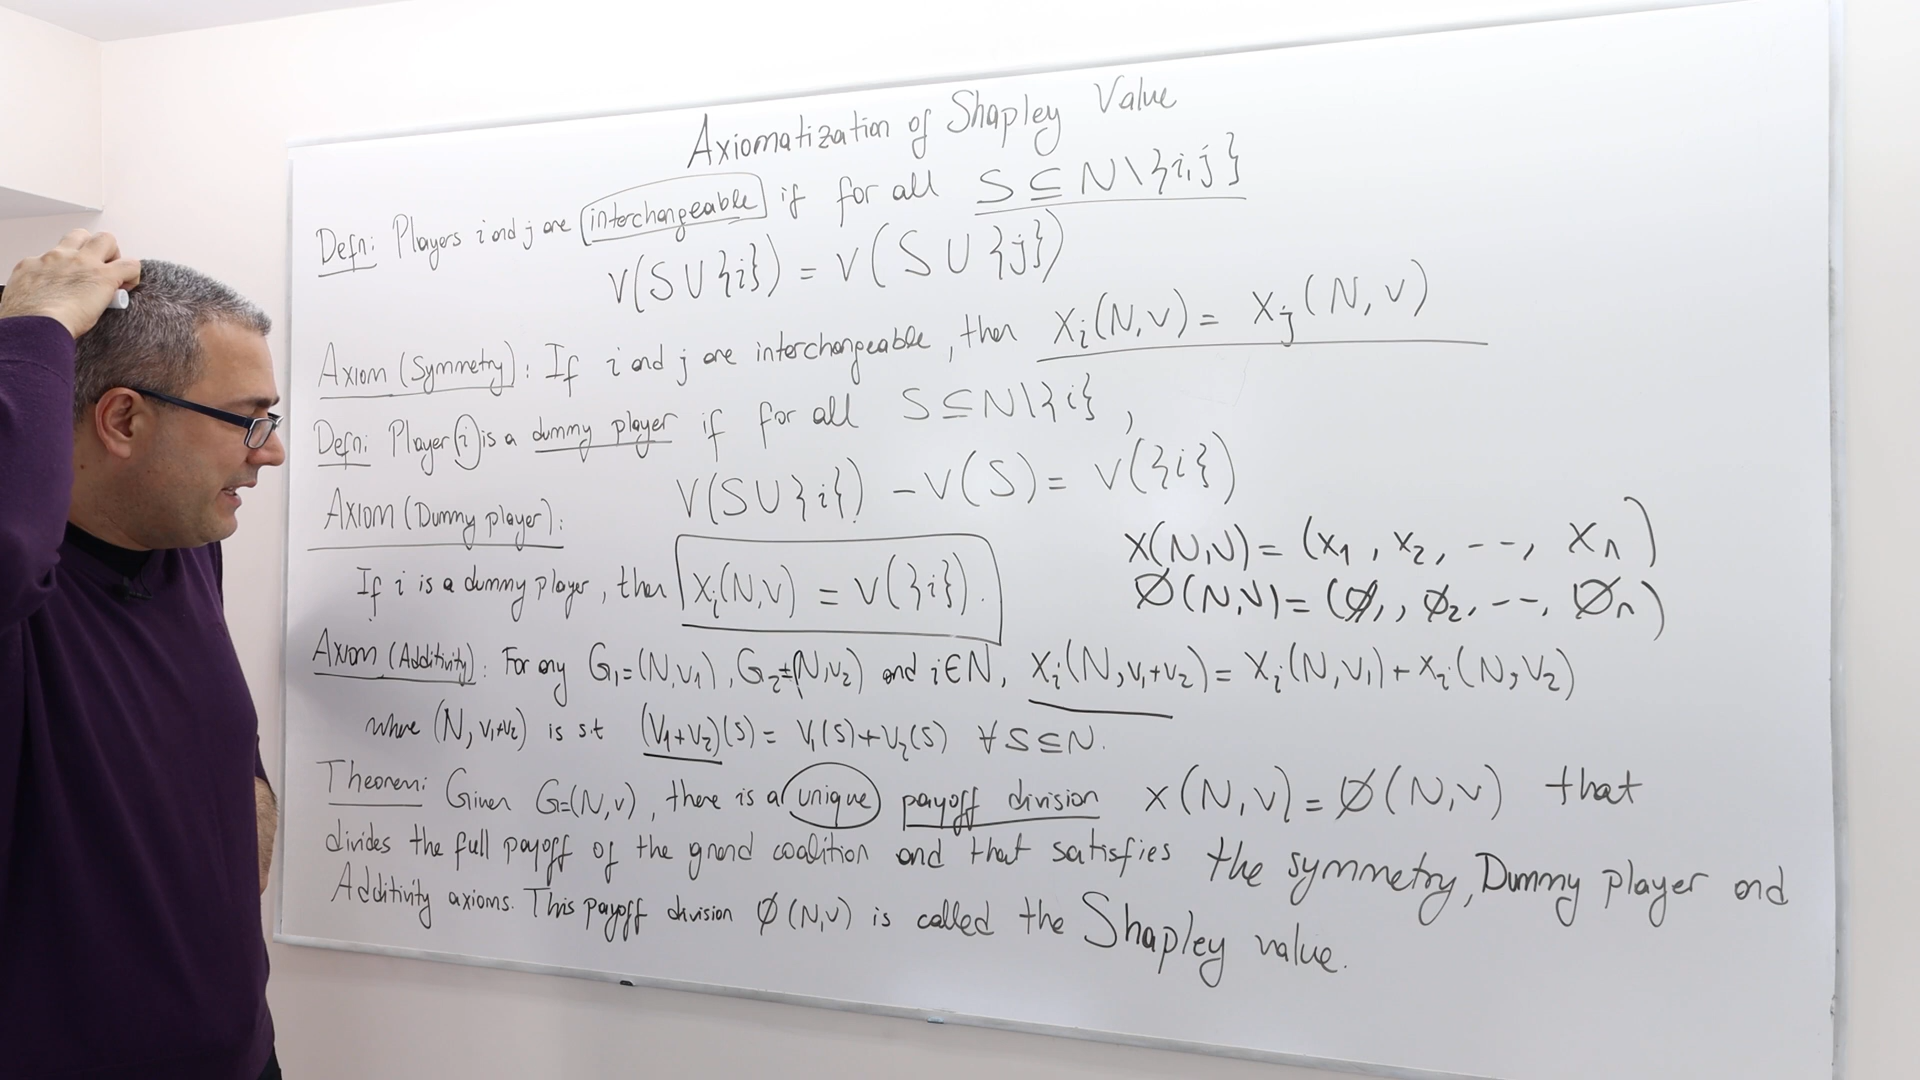 Axiomatization of Shapley Value
Defn: Players i and j are interchangeable if for all S ⊆ N\{i,j}
V(S∪{i}) = V(S∪{j})
Axiom (Symmetry): If i and j are interchangeable, then Xi(N,V) = Xj(N,V)
Defn: Player i is a dummy player if for all S⊆N\{i},
V(S∪{i}) – V(S) = V({i})
Axiom (Dummy player):
If i is a dummy player, then Xi(N,V) = V({i}).
X(N,V) = (X1, X2, ---, Xn)
Ø(N,V) = (Ø1, Ø2, ---, Øn)
Axiom (Additivity): For any G1=(N,V1), G2=(N,V2) and i∈N, Xi(N,V1+V2) = Xi(N,V1)+Xi(N,V2)
where (N,V1+V2) is s.t (V1+V2)(S) = V1(S)+V2(S) ∀S⊆N.
Theorem: Given G=(N,V), there is a unique payoff division X(N,V) = Ø(N,V) that
divides the full payoff of the grand coalition and that satisfies the symmetry, Dummy player and
Additivity axioms. This payoff division Ø(N,V) is called the Shapley value.